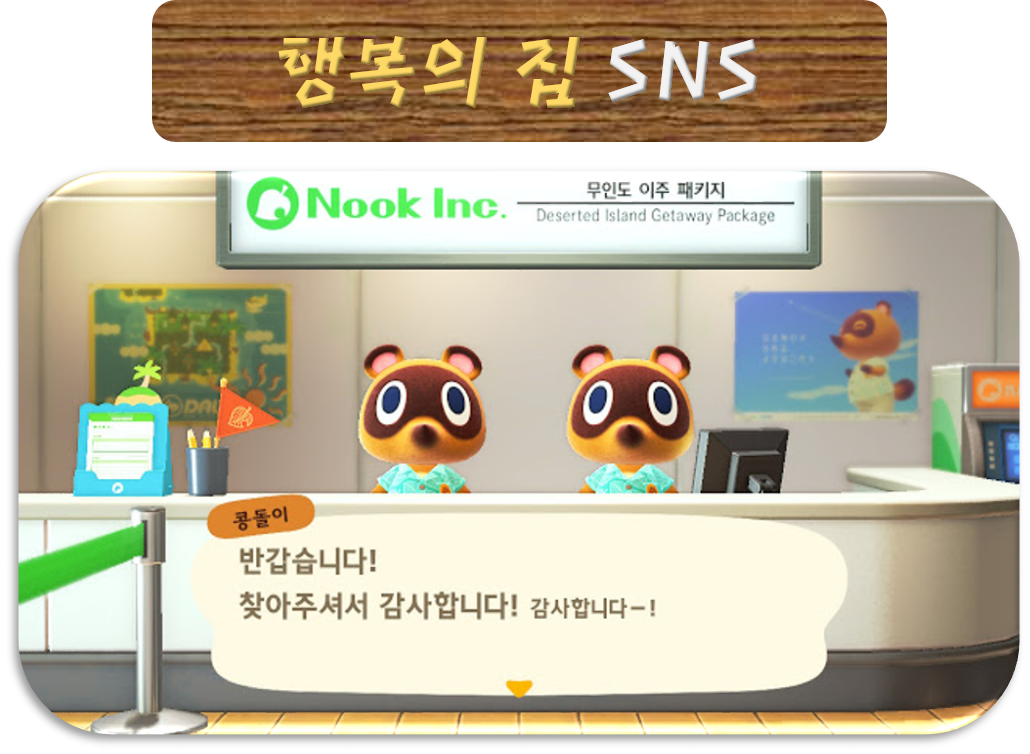 행복의 집 SNS
Nook Inc.
무인도 이주 패키지
Deserted Island Getaway Package
콩돌이
반갑습니다!
찾아주셔서 감사합니다! 감사합니다-!